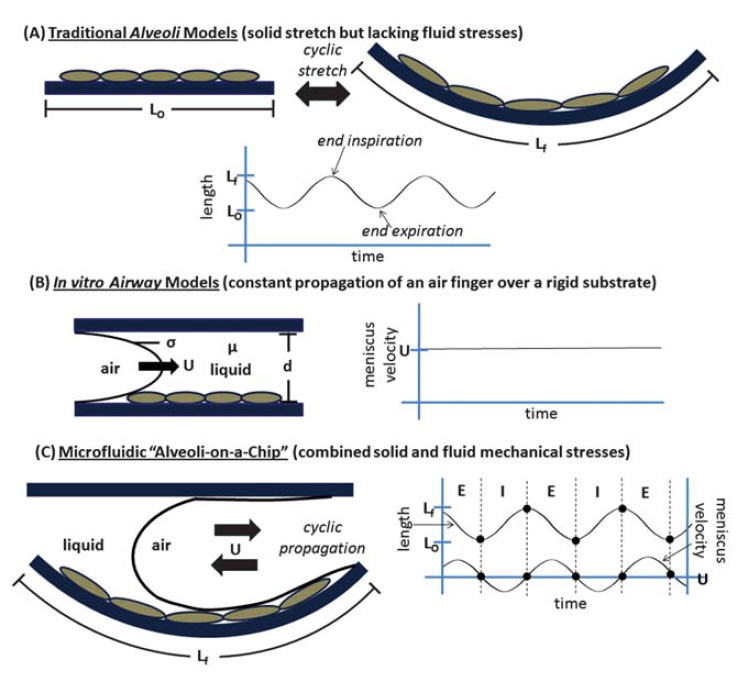 (A) Traditional Alveoli Models (solid stretch but lacking fluid stresses)
cyclic
stretch
Lo
Lf
end inspiration
length
Lf
Lo
end expiration
time
(B) In vitro Airway Models (constant propagation of an air finger over a rigid substrate)
σ
air
U
μ
liquid
d
meniscus
velocity
U
time
(C) Microfluidic “Alveoli-on-a-Chip” (combined solid and fluid mechanical stresses)
liquid
air
U
cyclic
propagation
Lf
E I E I E
length
Lf
Lo
meniscus
velocity
U
time